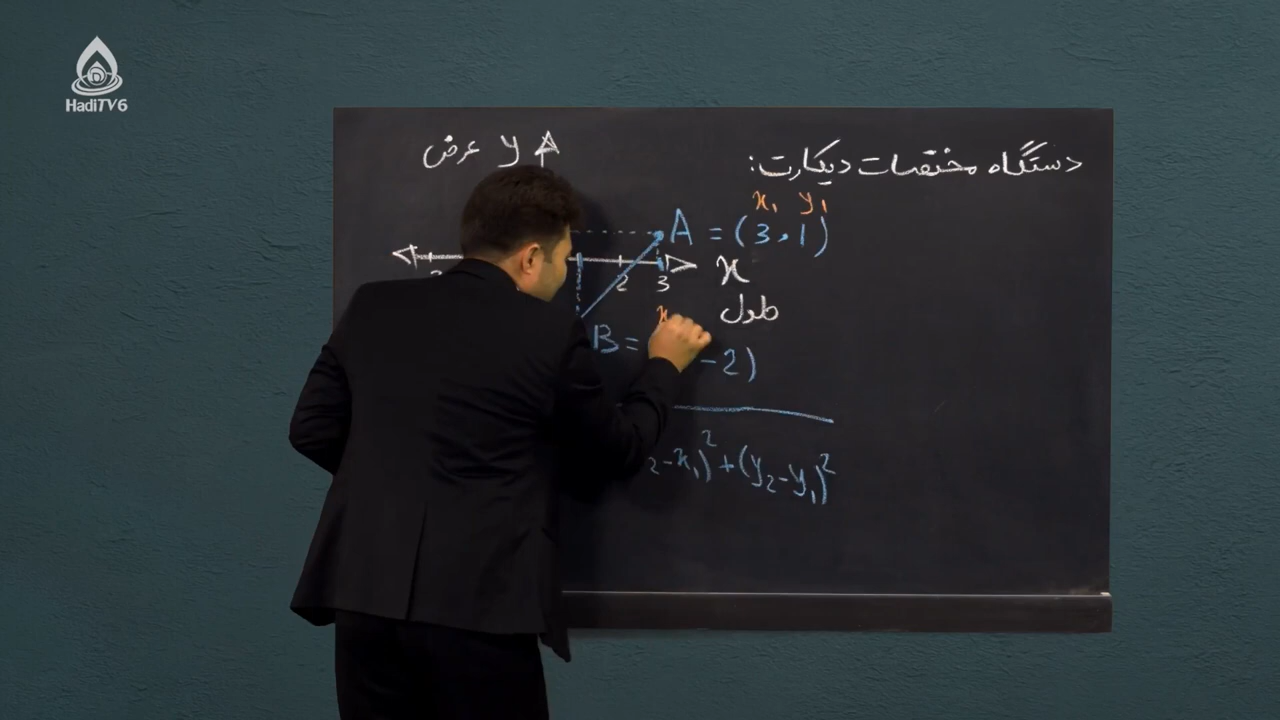 HadiTV6
دستگاه مختصات دیکارت:
y عرض
x₁ y₁
A = (3,1)
x
2 3
طول
x
B =
-2)
₂-x₁)²+(y₂-y₁)²